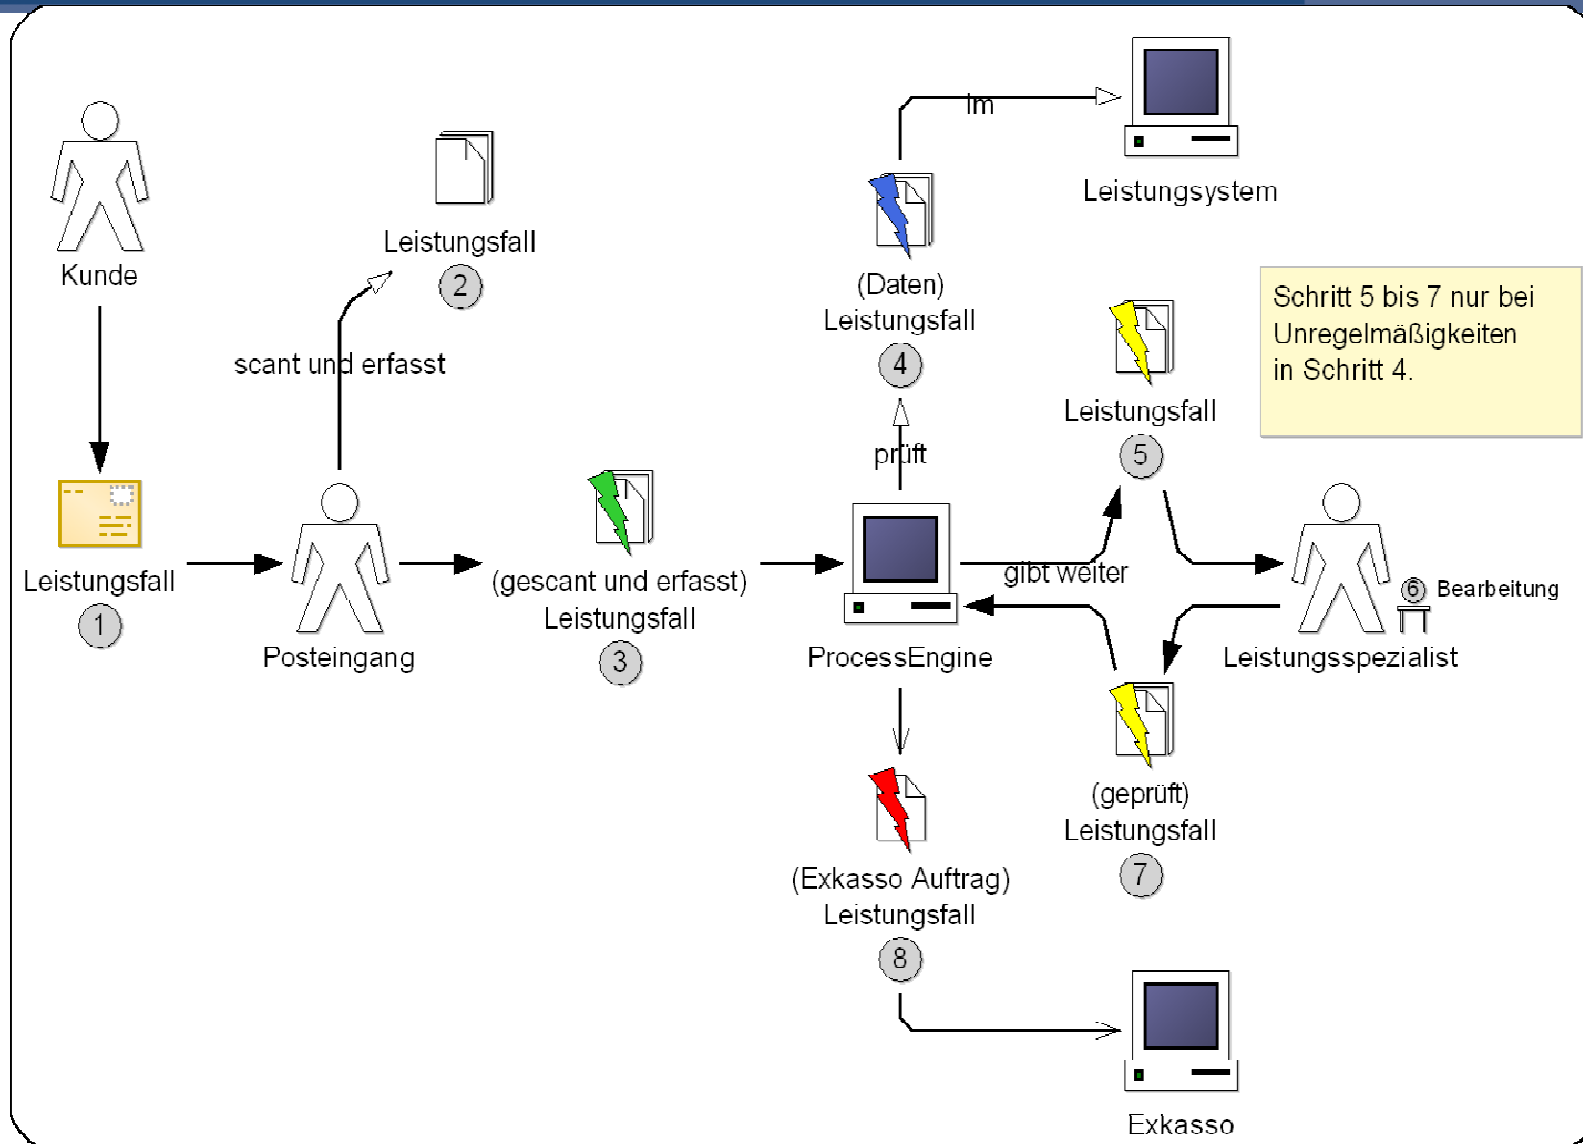 Kunde
Leistungsfall
1
scant und erfasst
Leistungsfall
2
Posteingang
(gescant und erfasst)
Leistungsfall
3
ProcessEngine
prüft
(Daten)
Leistungsfall
4
Im
Leistungsystem
Schritt 5 bis 7 nur bei
Unregelmäßigkeiten
in Schritt 4.
gibt weiter
Leistungsfall
5
6 Bearbeitung
Leistungsspezialist
(geprüft)
Leistungsfall
7
(Exkasso Auftrag)
Leistungsfall
8
Exkasso